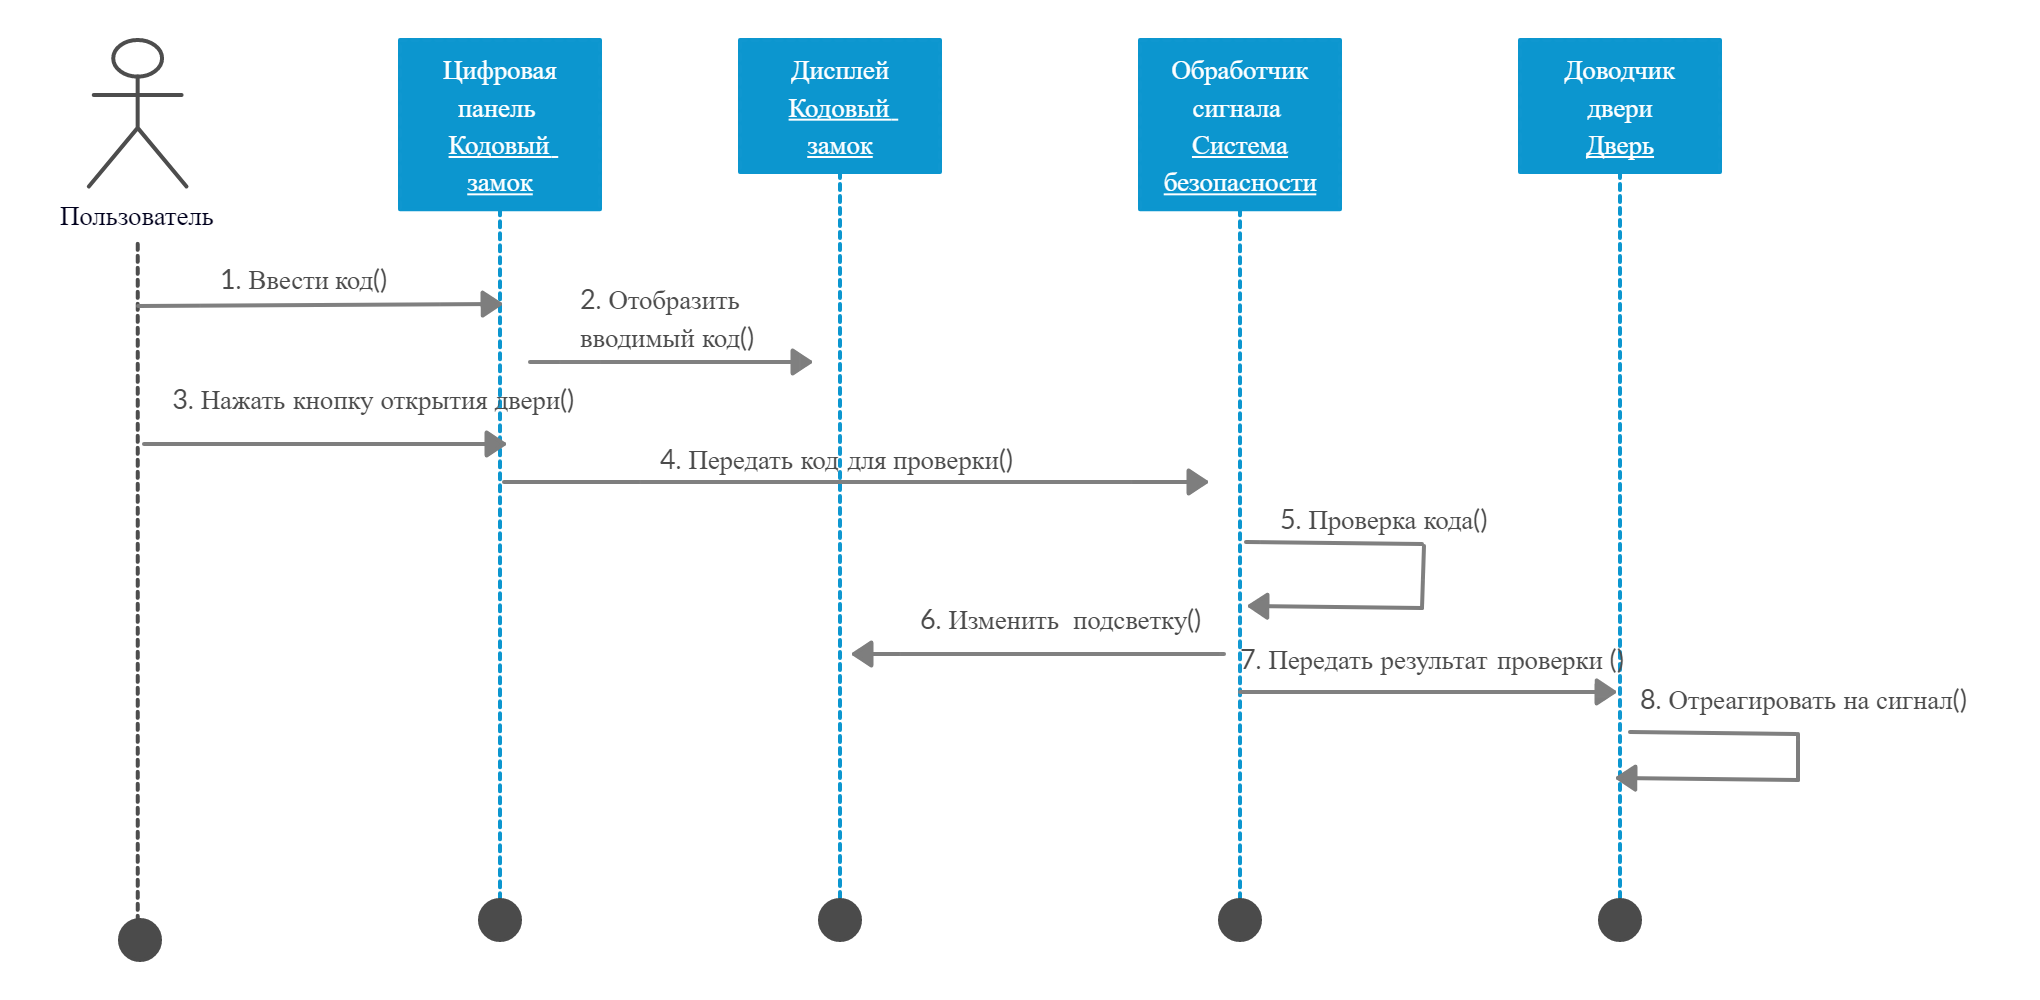 Пользователь
Цифровая
панель
Кодовый
замок
Дисплей
Кодовый
замок
Обработчик
сигнала
Система
безопасности
Доводчик
двери
Дверь
1. Ввести код()
2. Отобразить
вводимый код()
3. Нажать кнопку открытия двери()
4. Передать код для проверки()
5. Проверка кода()
6. Изменить подсветку()
7. Передать результат проверки ()
8. Отреагировать на сигнал()